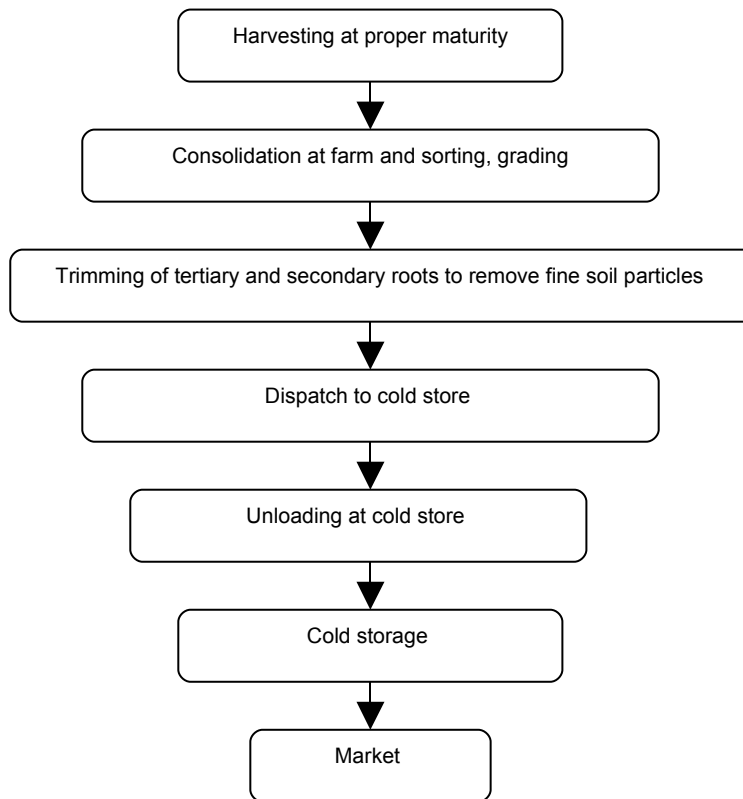 Harvesting at proper maturity
Consolidation at farm and sorting, grading
Trimming of tertiary and secondary roots to remove fine soil particles
Dispatch to cold store
Unloading at cold store
Cold storage
Market